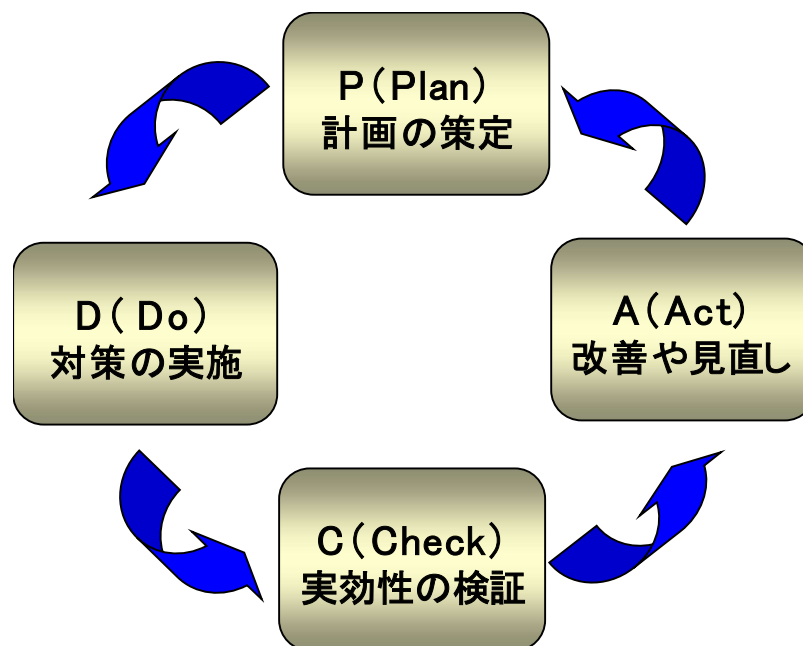 P(Plan)
計画の策定
D( Do)
対策の実施
A(Act)
改善や見直し
C(Check)
実効性の検証